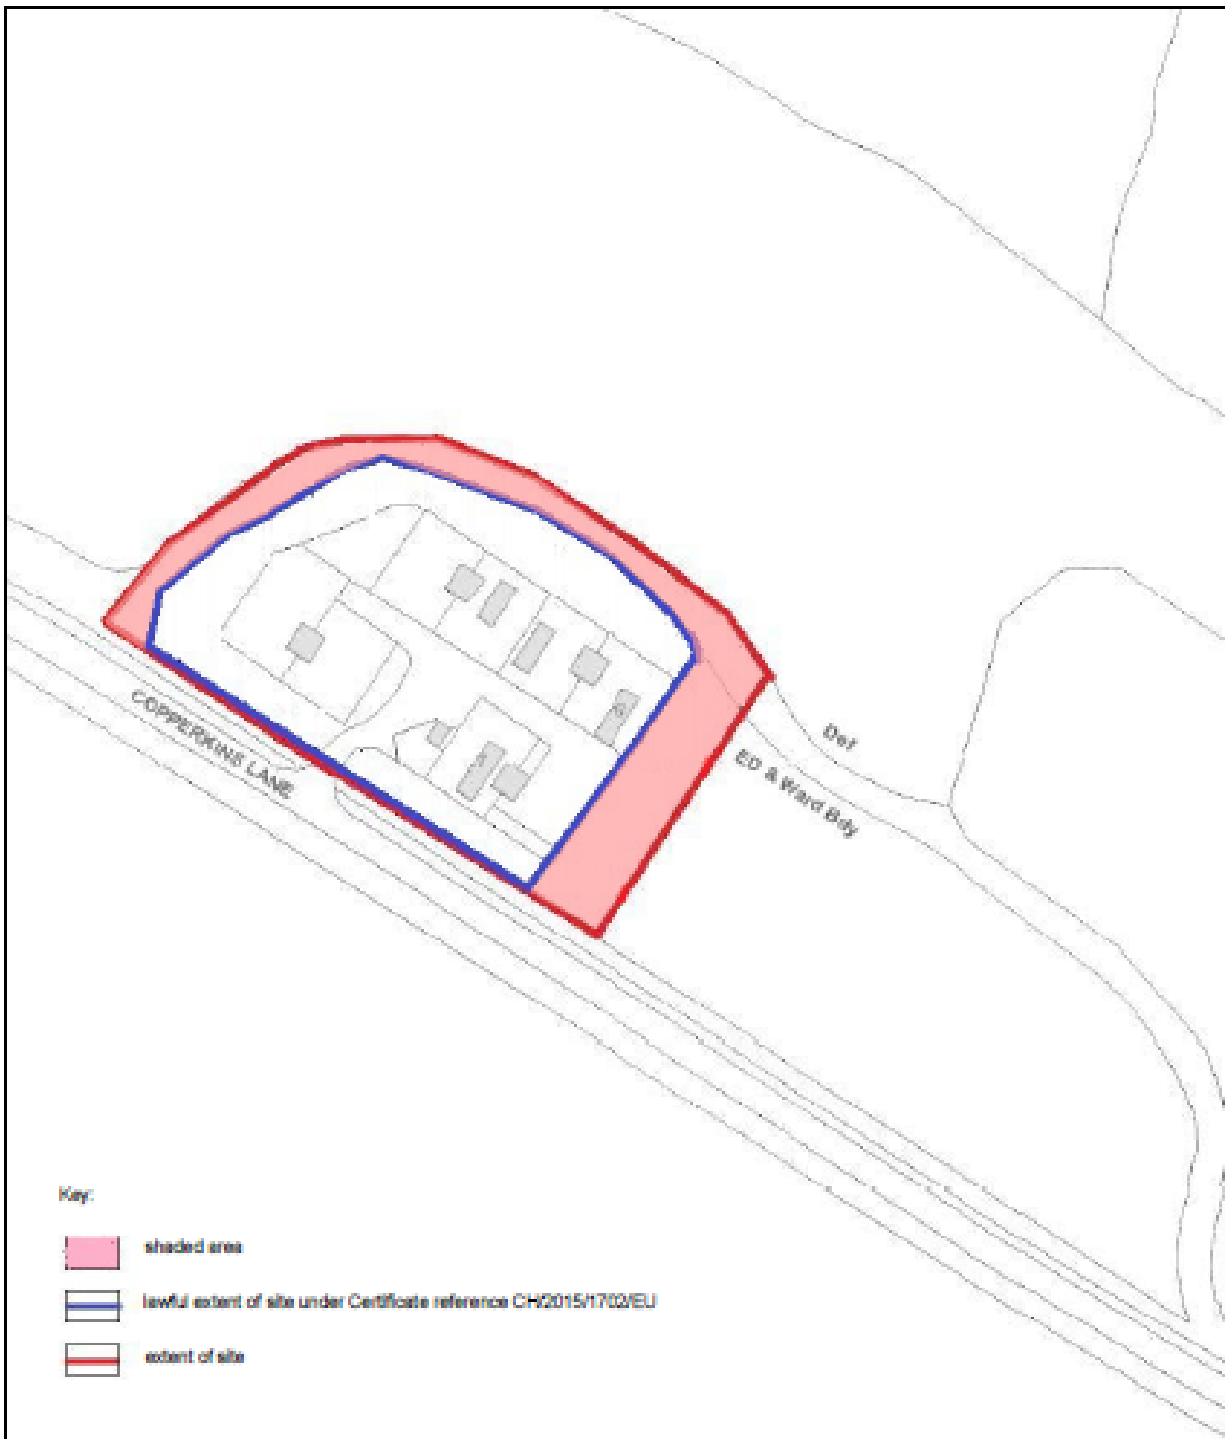 COPPERKINS LANE
Def
ED & Ward Bdy
Key:
shaded area
lawful extent of site under Certificate reference CH/2015/1702/EU
extent of site